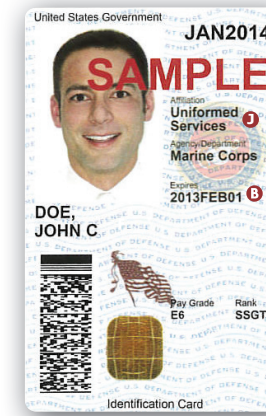 United States Government
JAN2014
SAMPLE
Affiliation
Uniformed
Services J
Agency/Department
Marine Corps
Expires
2013FEB01 B
DOE,
JOHN C
Pay Grade Rank
E6 SSGT
Identification Card